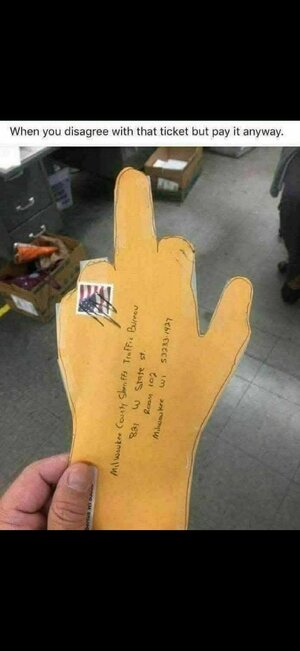 When you disagree with that ticket but pay it anyway.
Milwaukee County Sheriffs Traffic Bureau
821 W State st.
Room 102
Milwaukee WI 53233-1427